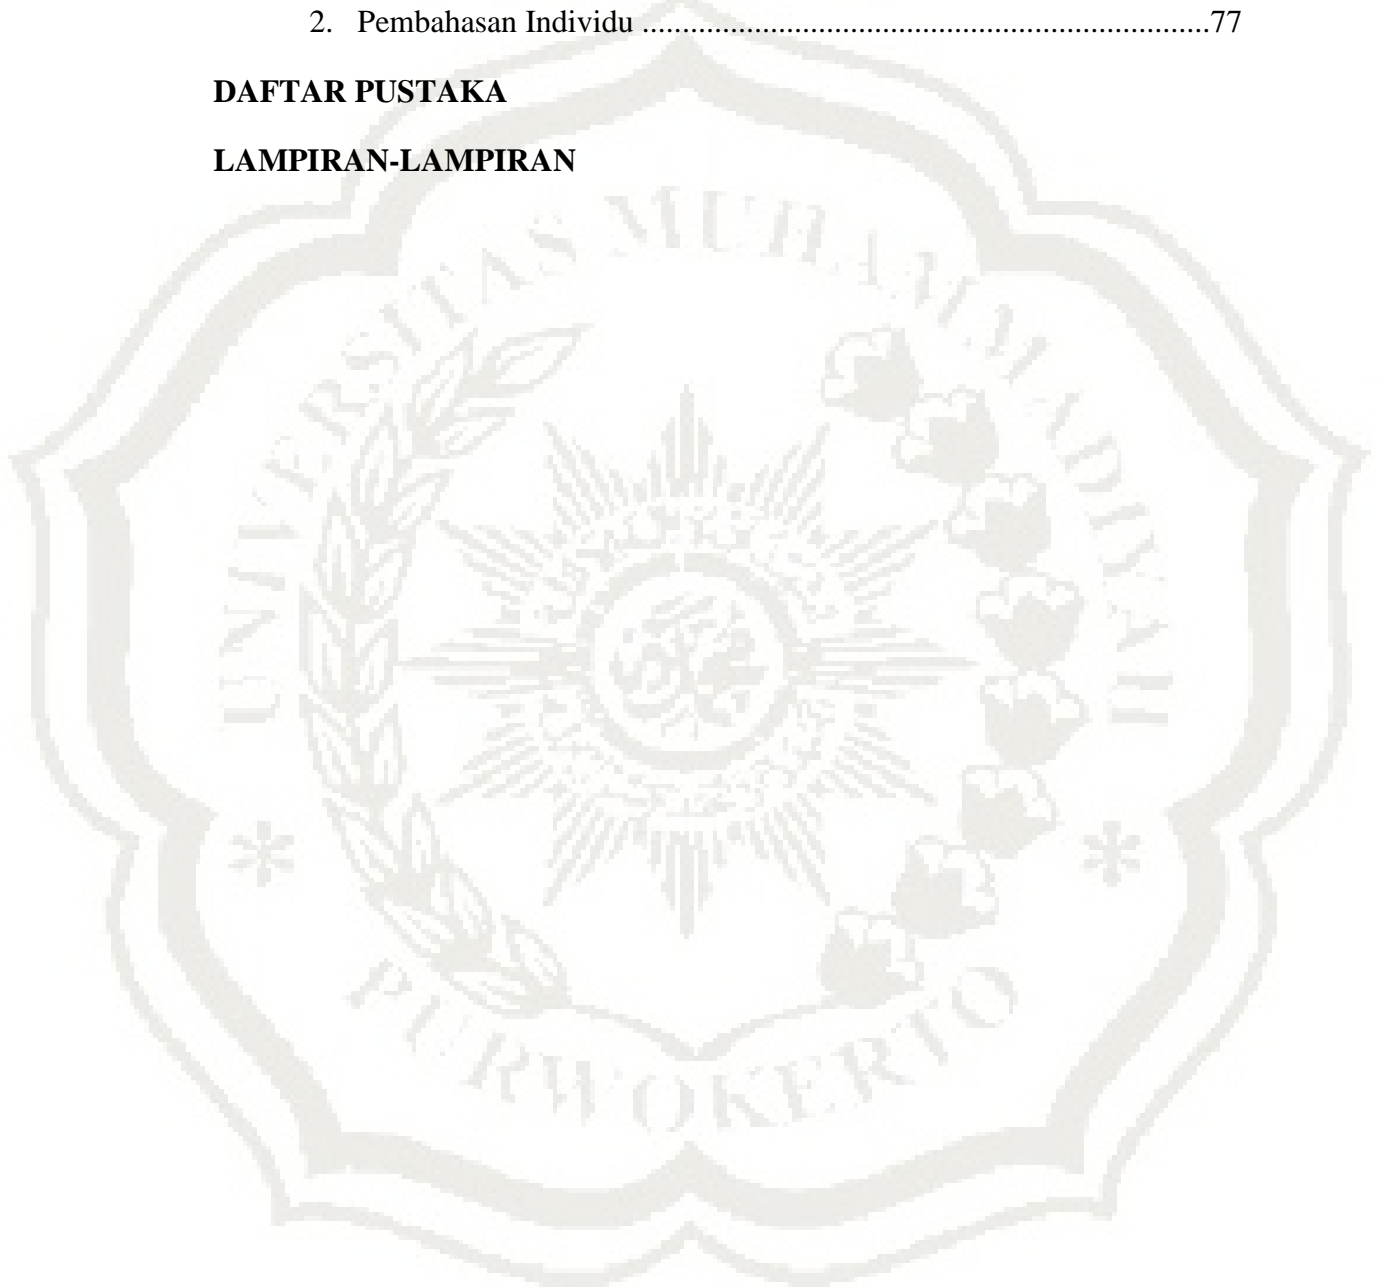 2. Pembahasan Individu ......................................................................77
DAFTAR PUSTAKA
LAMPIRAN-LAMPIRAN
UNIVERSITAS MUHAMMADIYAH
PURWOKERTO